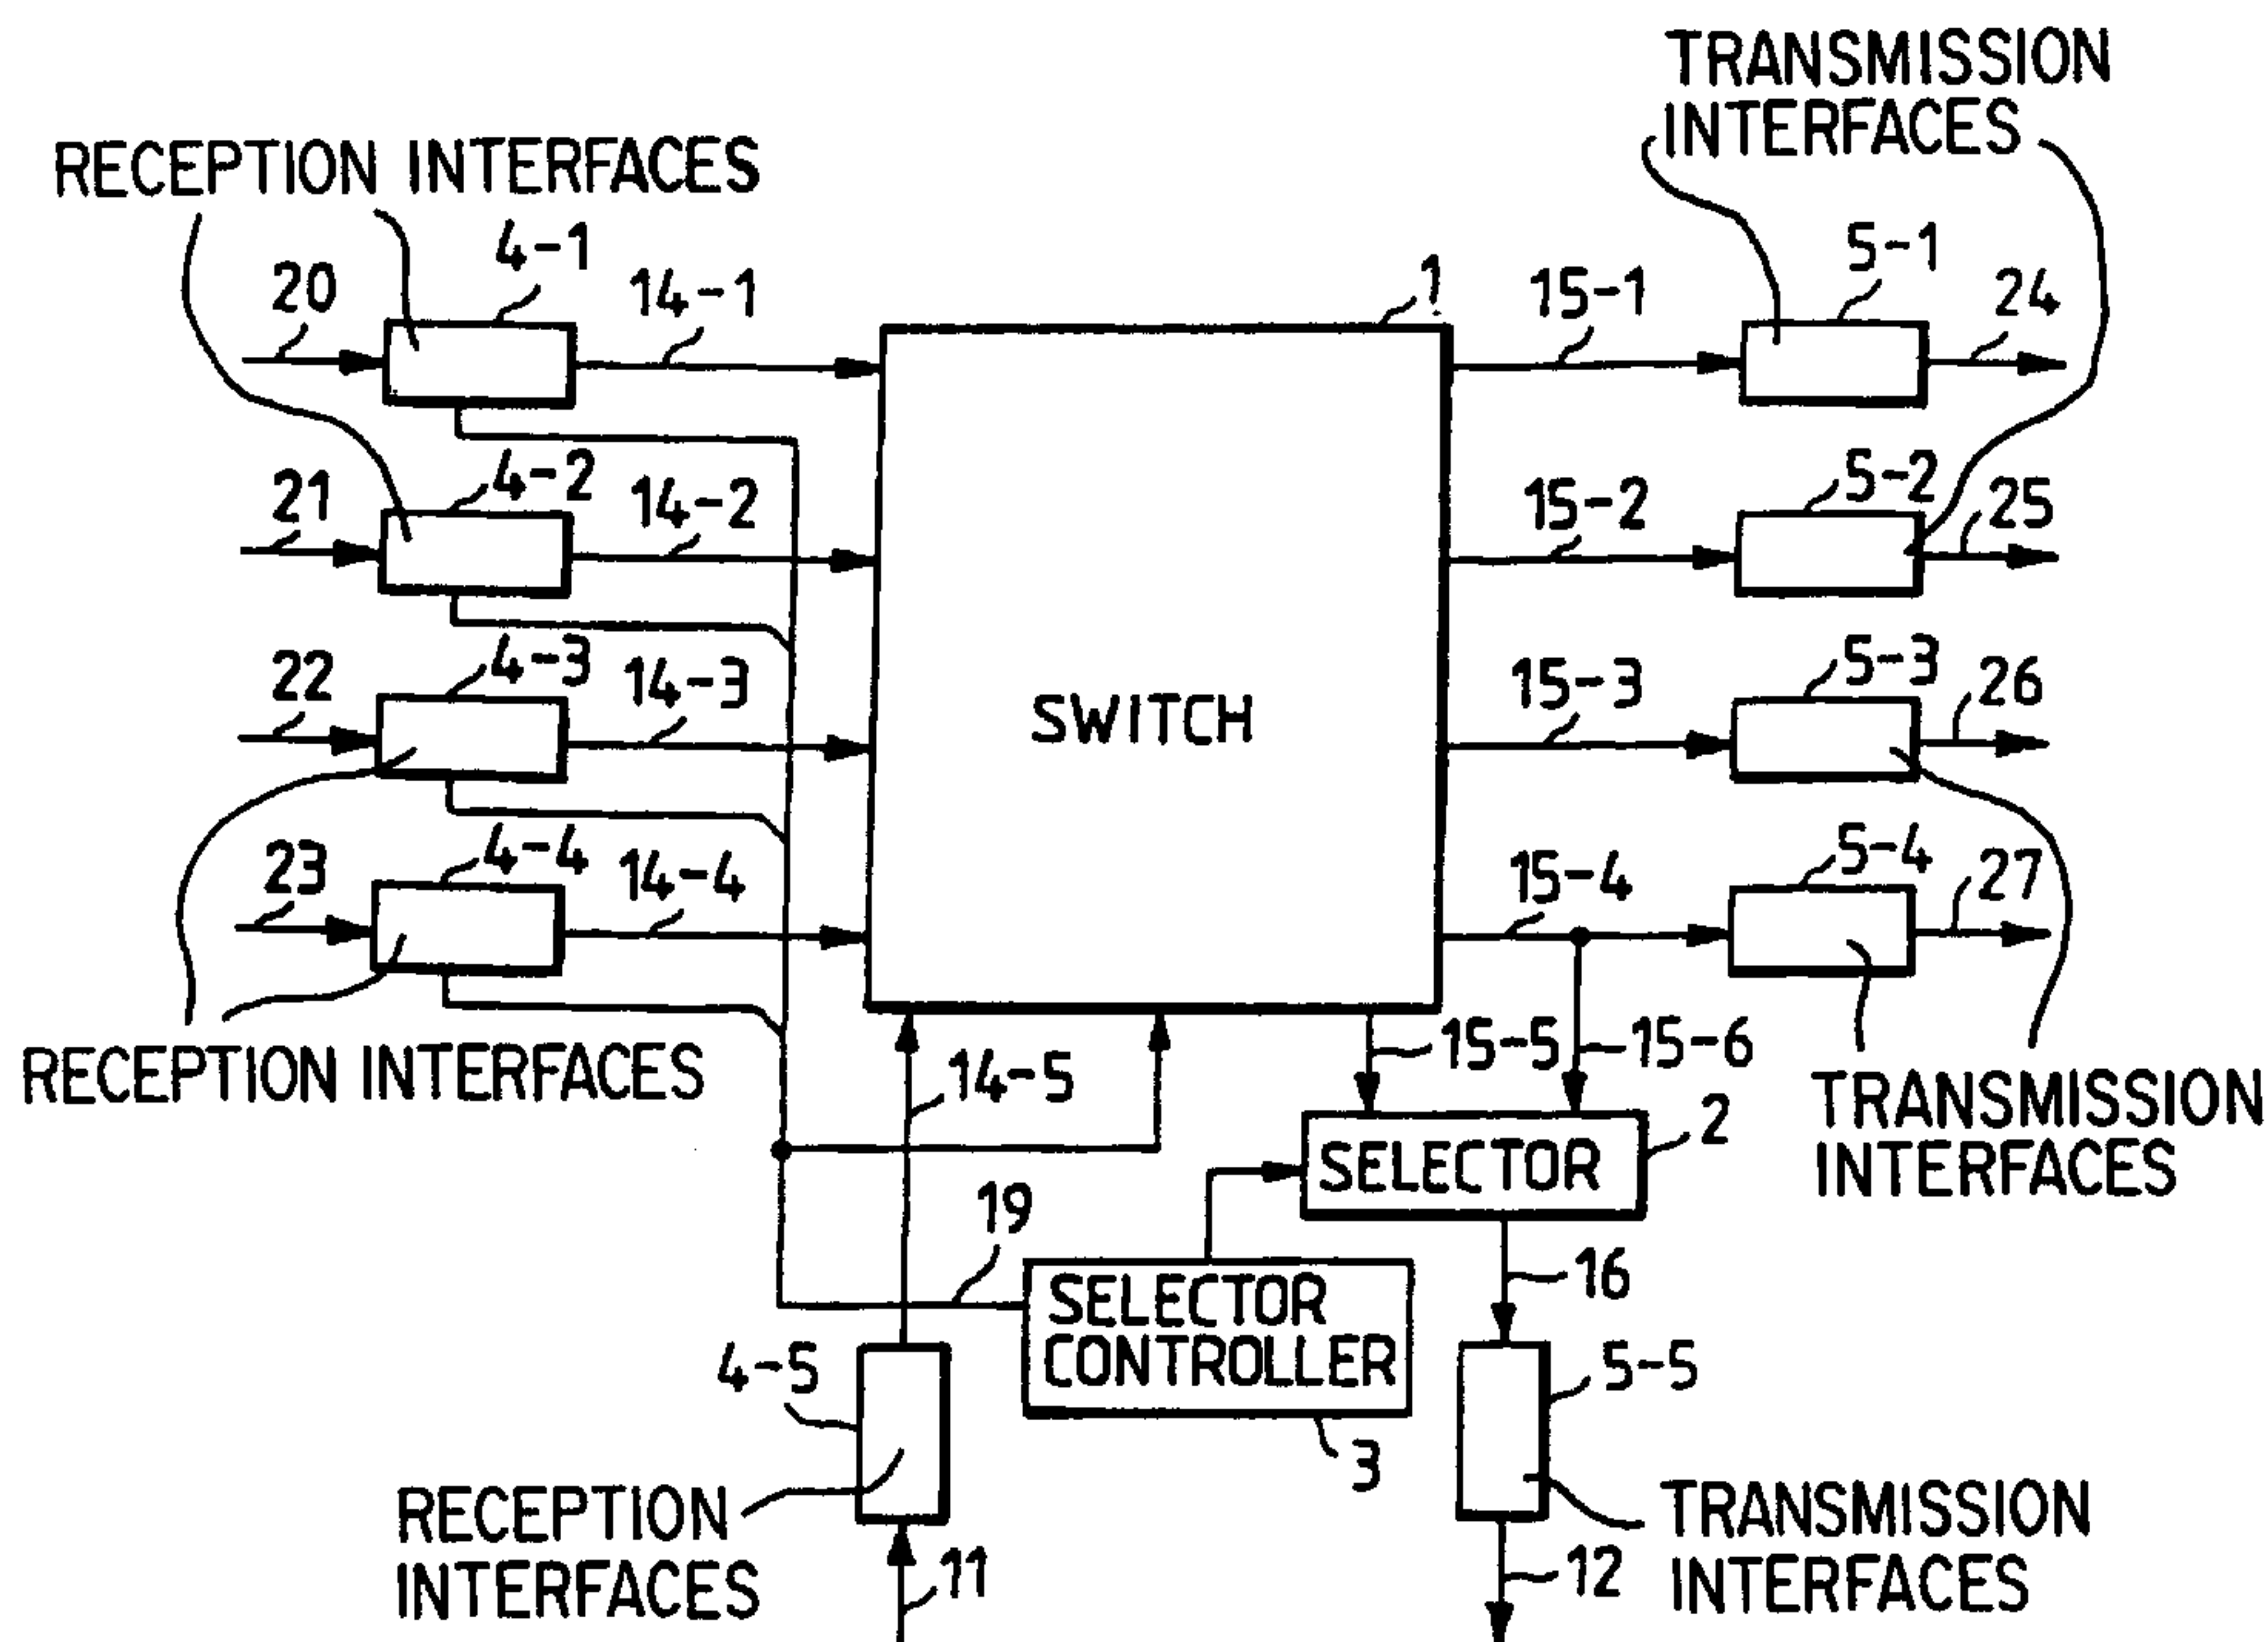 TRANSMISSION
INTERFACES
RECEPTION INTERFACES
4-1
5-1
20
14-1
1
15-1
24
4-2
5-2
21
14-2
15-2
25
4-3
5-3
22
14-3
15-3
26
SWITCH
4-4
5-4
23
14-4
15-4
27
RECEPTION INTERFACES
14-5
15-5
15-6
TRANSMISSION
INTERFACES
2
SELECTOR
19
16
SELECTOR
CONTROLLER
4-5
5-5
3
RECEPTION
INTERFACES
TRANSMISSION
INTERFACES
11
12